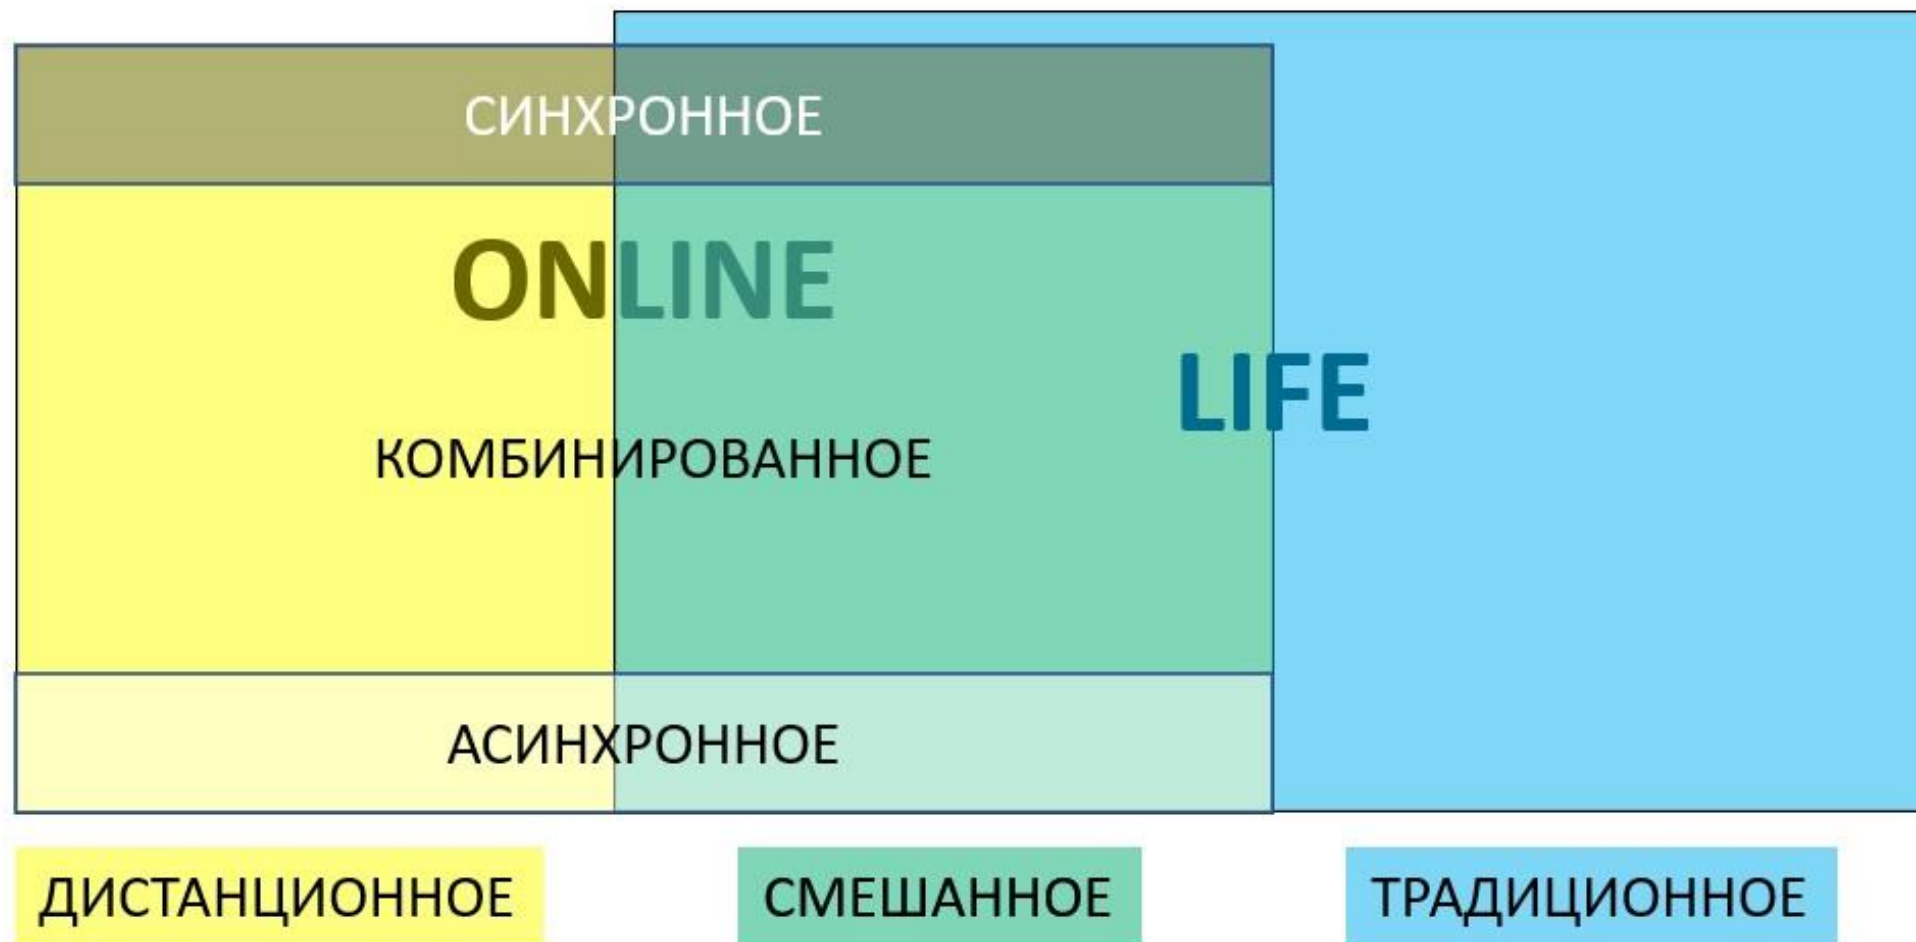 СИНХРОННОЕ
ONLINE
LIFE
КОМБИНИРОВАННОЕ
АСИНХРОННОЕ
ДИСТАНЦИОННОЕ
СМЕШАННОЕ
ТРАДИЦИОННОЕ